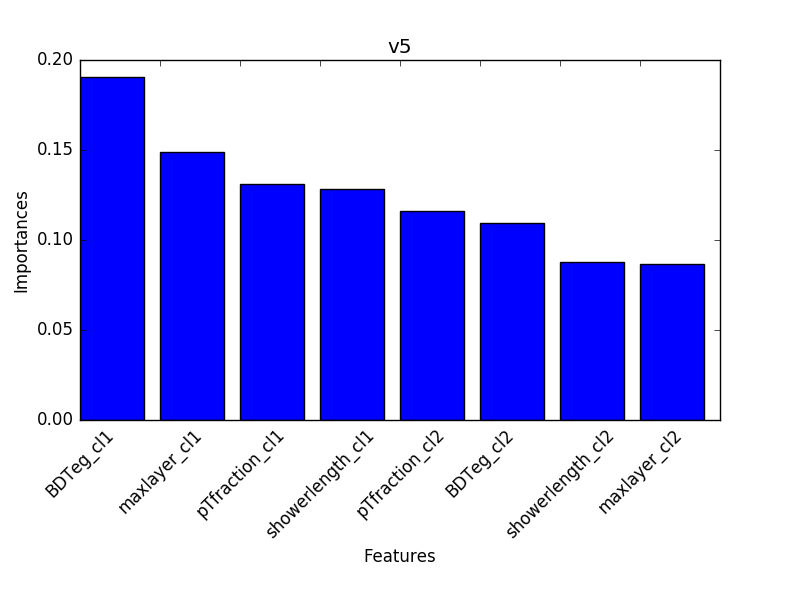 v5
0.20
0.15
0.10
0.05
0.00
Importances
BDTeg_cl1
maxlayer_cl1
pTfraction_cl1
showerlength_cl1
pTfraction_cl2
BDTeg_cl2
showerlength_cl2
maxlayer_cl2
Features